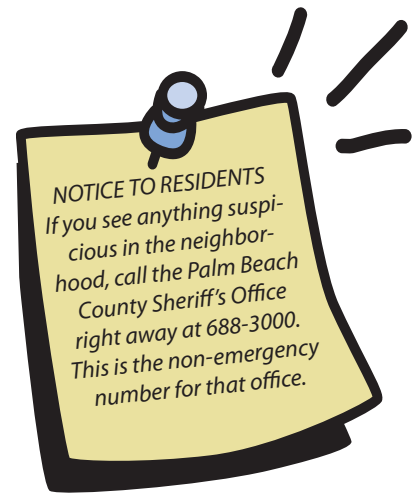 NOTICE TO RESIDENTS
If you see anything suspi-
cious in the neighbor-
hood, call the Palm Beach
County Sheriff's Office
right away at 688-3000.
This is the non-emergency
number for that office.